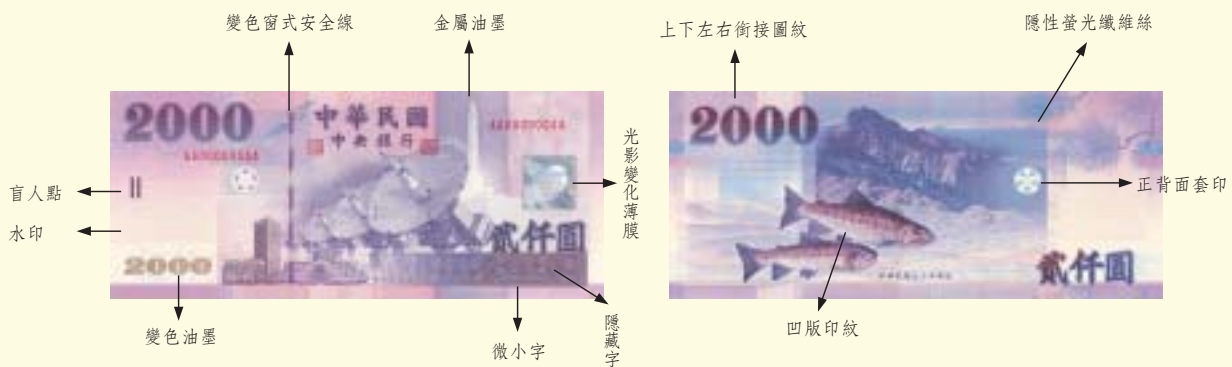 變色窗式安全線
金屬油墨
上下左右銜接圖紋
隱性螢光纖維絲
2000
中華民國
中央銀行
光影變化薄膜
盲人點
水印
貳仟圓
2000
變色油墨
微小字
隱藏字
2000
正背面套印
貳仟圓
凹版印紋